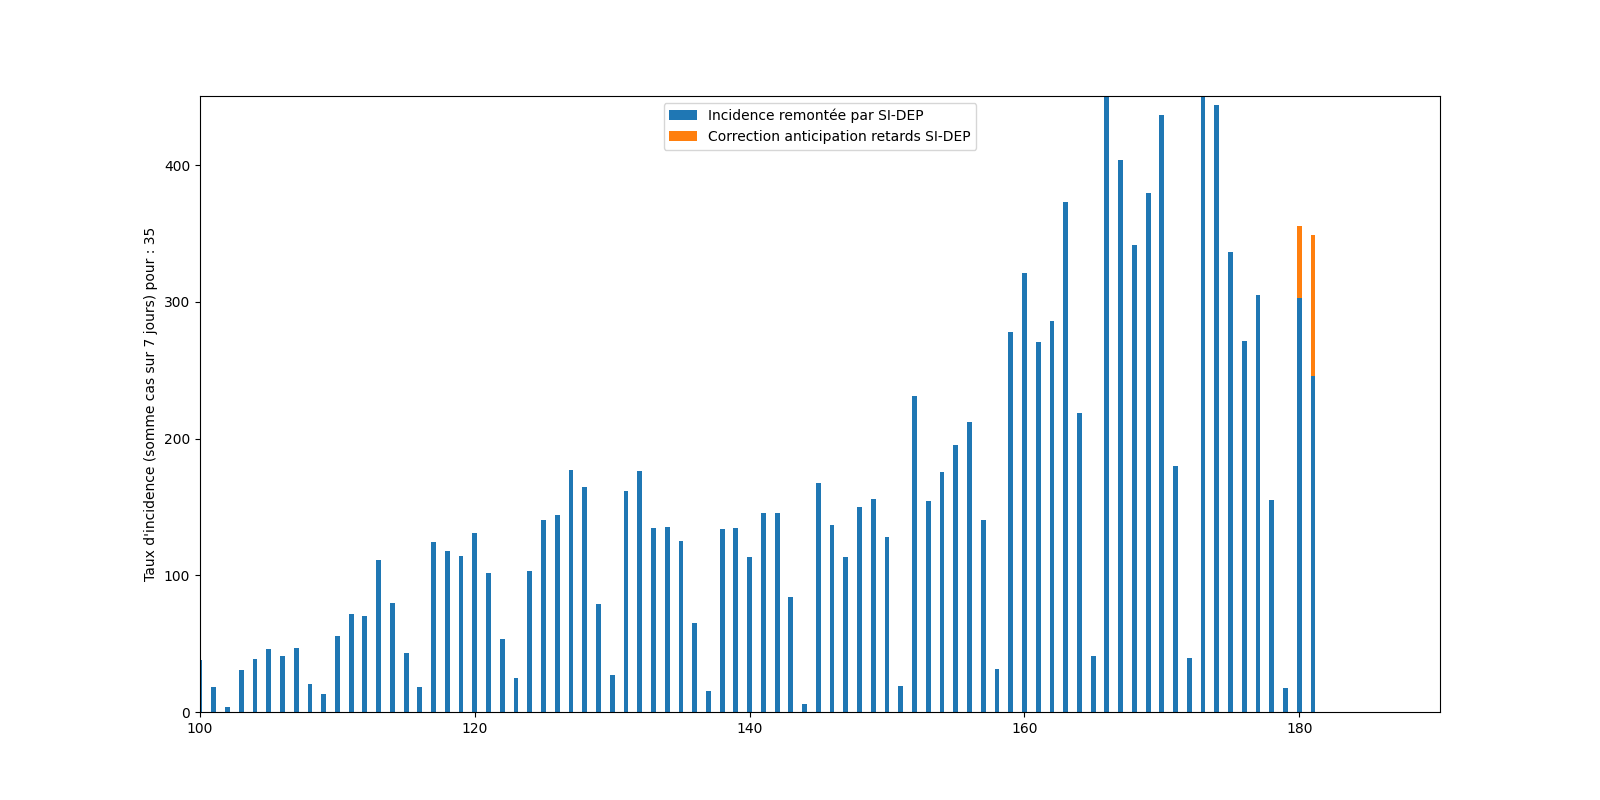 Incidence remontée par SI-DEP
Correction anticipation retards SI-DEP
Taux d'incidence (somme cas sur 7 jours) pour : 35
400
300
200
100
0
100 120 140 160 180